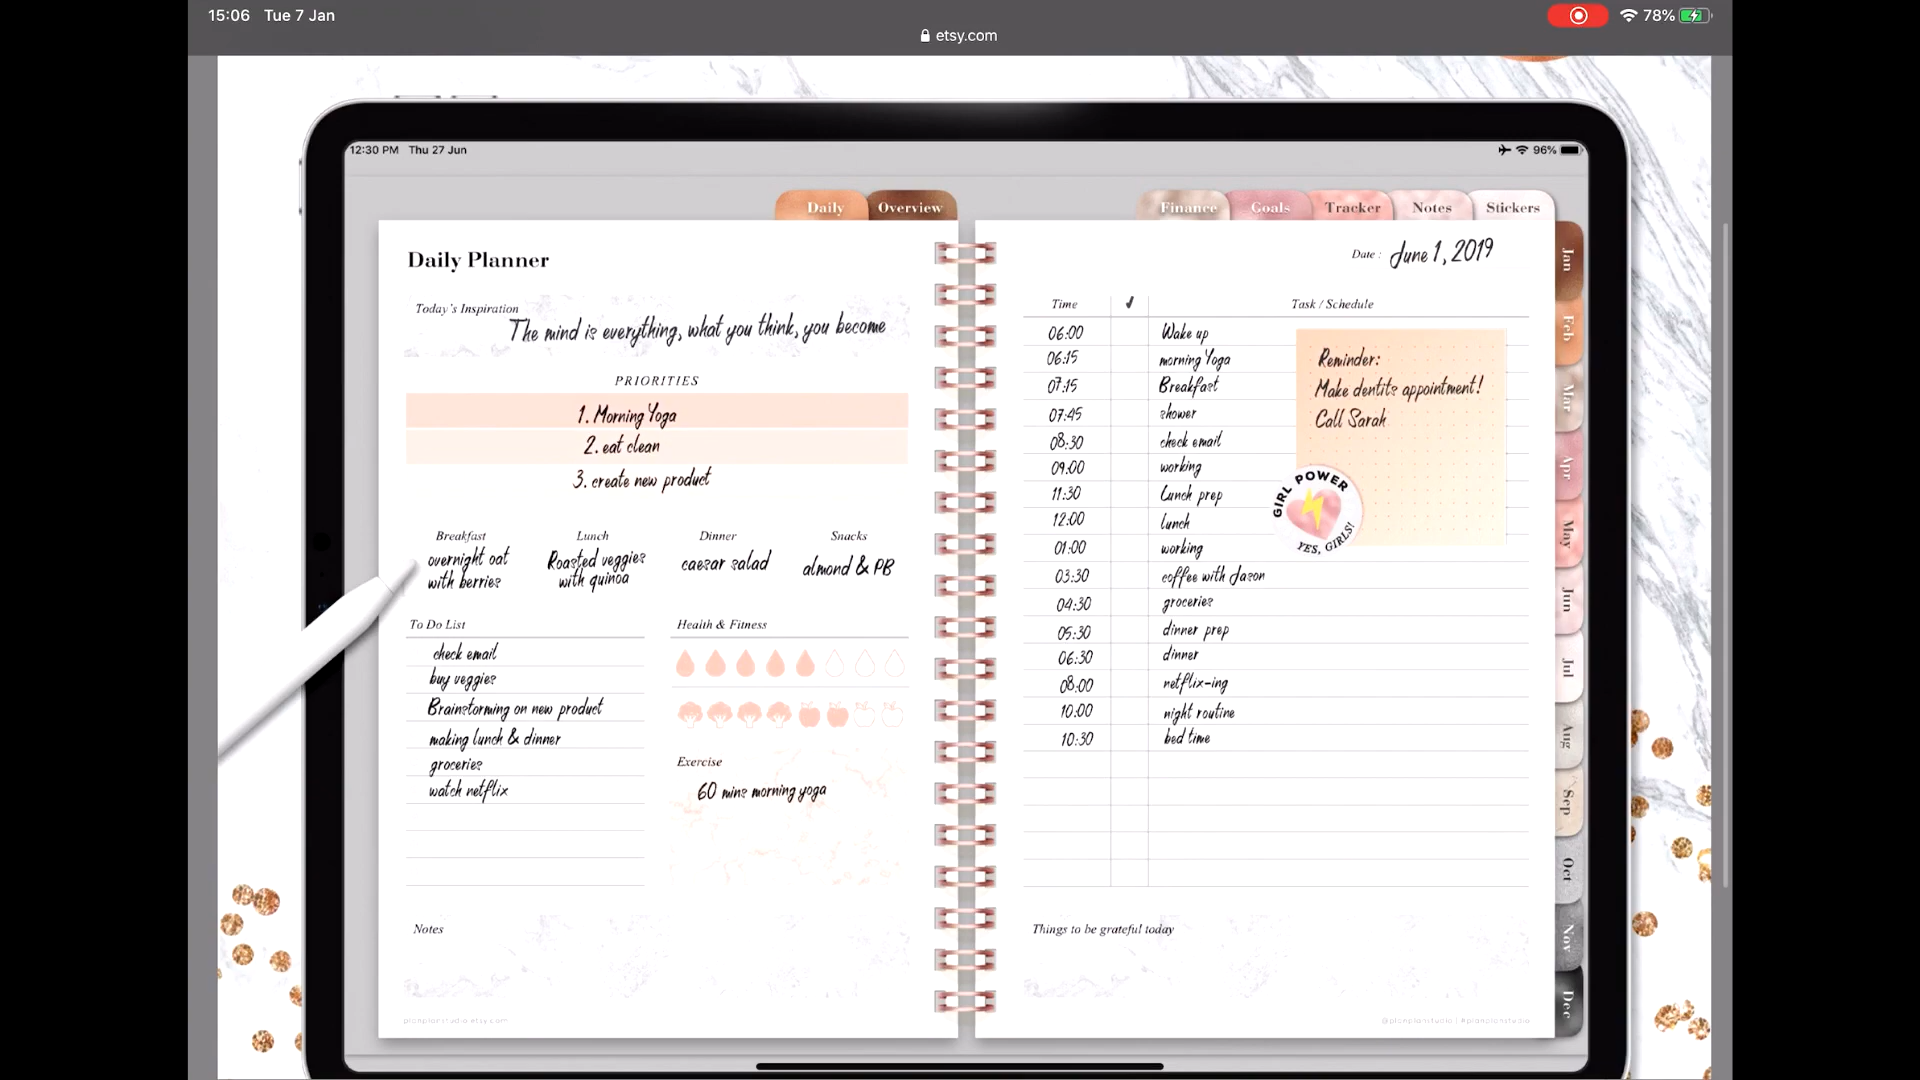 15:06 Tue 7 Jan
78%
etsy.com
12:30 PM Thu 27 Jun
96%
Daily
Overview
Finance
Goals
Tracker
Notes
Stickers
Daily Planner
Today's Inspiration
The mind is everything, what you think, you become
PRIORITIES
1. Morning Yoga
2. eat clean
3. create new product
Breakfast
overnight oat
with berries
Lunch
Roasted veggies
with quinoa
Dinner
caesar salad
Snacks
almond & PB
To Do List
check email
buy veggies
Brainstorming on new product
making lunch & dinner
groceries
watch netflix
Health & Fitness
Exercise
60 mins morning yoga
Notes
planplanstudio.etsy.com
Date : June 1, 2019
Time ✓ Task / Schedule
06:00 Wake up
06:15 morning Yoga
07:15 Breakfast
07:45 shower
08:30 check email
09:00 working
11:30 Lunch prep
12:00 lunch
01:00 working
03:30 coffee with Jason
04:30 groceries
05:30 dinner prep
06:30 dinner
08:00 netflix-ing
10:00 night routine
10:30 bed time
Reminder:
Make dentits appointment!
Call Sarah
GIRL POWER
YES, GIRLS!
Things to be grateful today
@planplanstudio | #planplanstudio
Jan
Feb
Mar
Apr
May
Jun
Jul
Aug
Sep
Oct
Nov
Dec